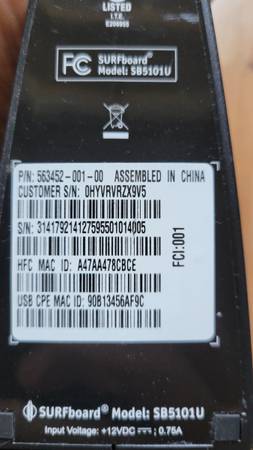 LISTED
I.T.E.
E206955
FC SURFboard®
Model: SB5101U
P/N: 563452-001-00 ASSEMBLED IN CHINA
CUSTOMER S/N: 0HYVRVRZX9V5
S/N: 314179214127595501014005
FCI:001
HFC MAC ID: A47AA478CBCE
USB CPE MAC ID: 90B13456AF9C
SURFboard® Model: SB5101U
Input Voltage: +12VDC ⎓; 0.75A